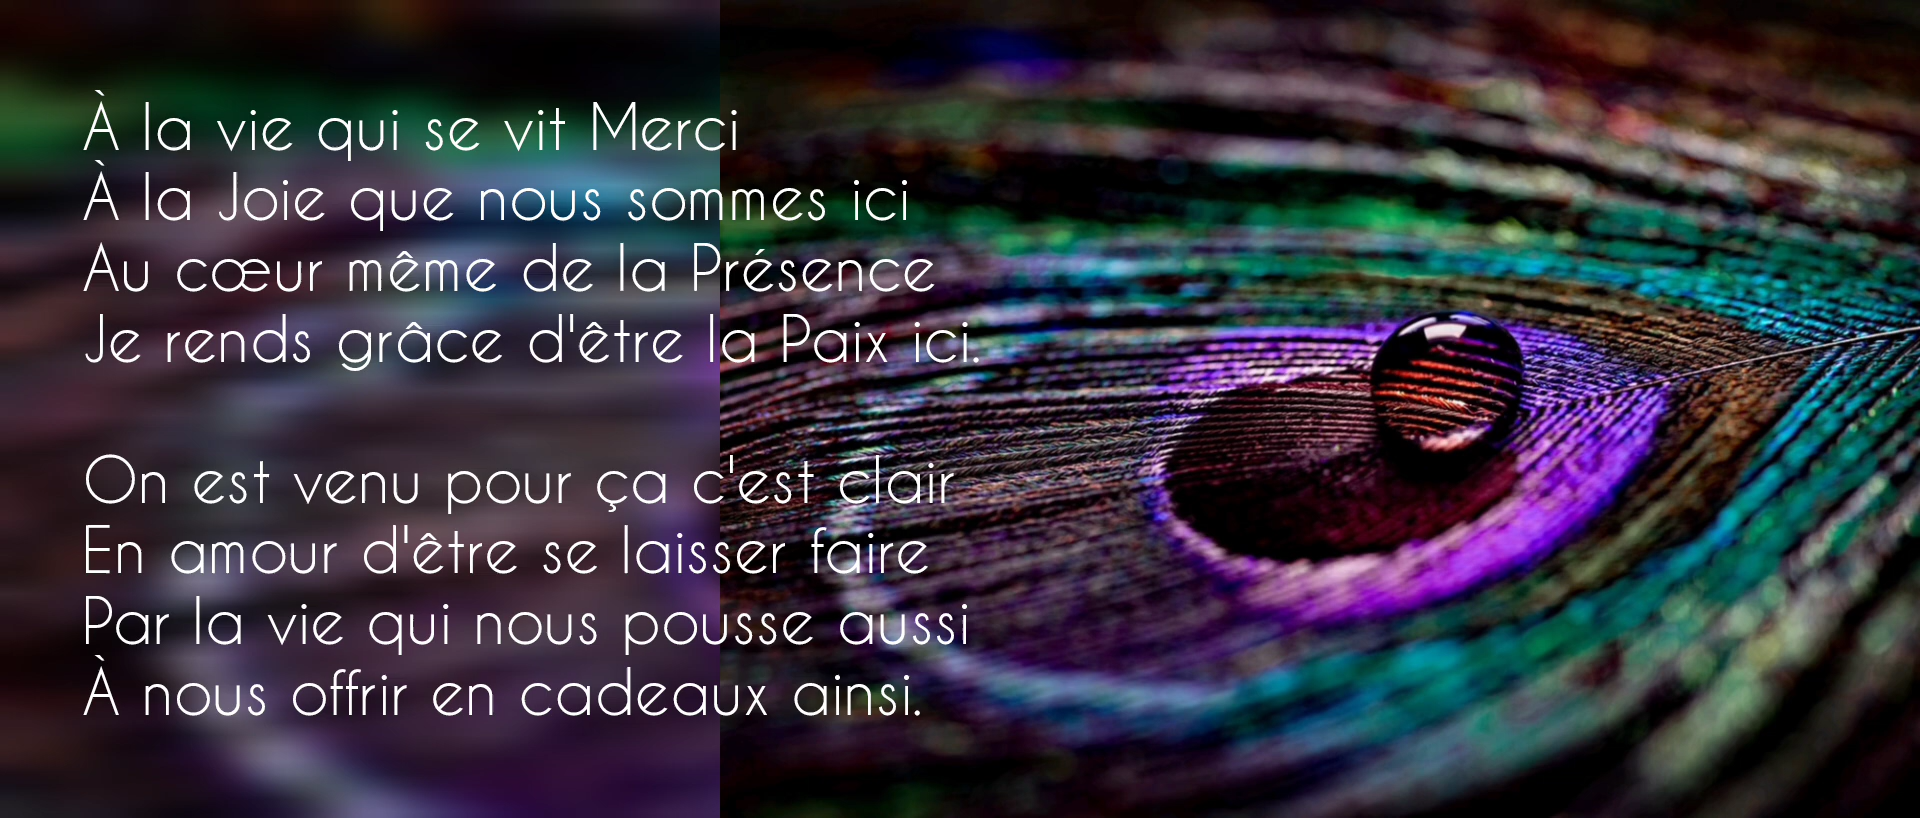 À la vie qui se vit Merci
À la Joie que nous sommes ici
Au cœur même de la Présence
Je rends grâce d'être la Paix ici.
On est venu pour ça c'est clair
En amour d'être se laisser faire
Par la vie qui nous pousse aussi
À nous offrir en cadeaux ainsi.